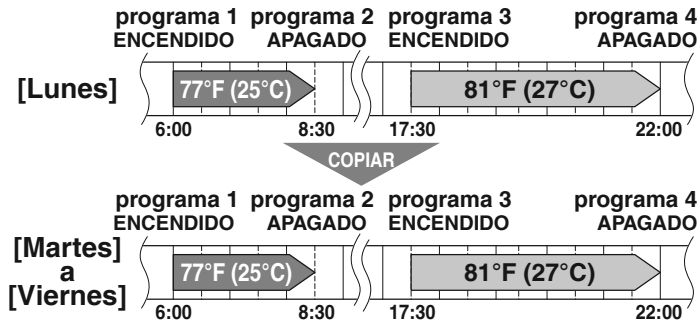 programa 1 programa 2 programa 3 programa 4
ENCENDIDO APAGADO ENCENDIDO APAGADO
[Lunes] 77°F (25°C) 81°F (27°C)
6:00 8:30 17:30 22:00
COPIAR
programa 1 programa 2 programa 3 programa 4
ENCENDIDO APAGADO ENCENDIDO APAGADO
[Martes]
a
[Viernes]
77°F (25°C) 81°F (27°C)
6:00 8:30 17:30 22:00